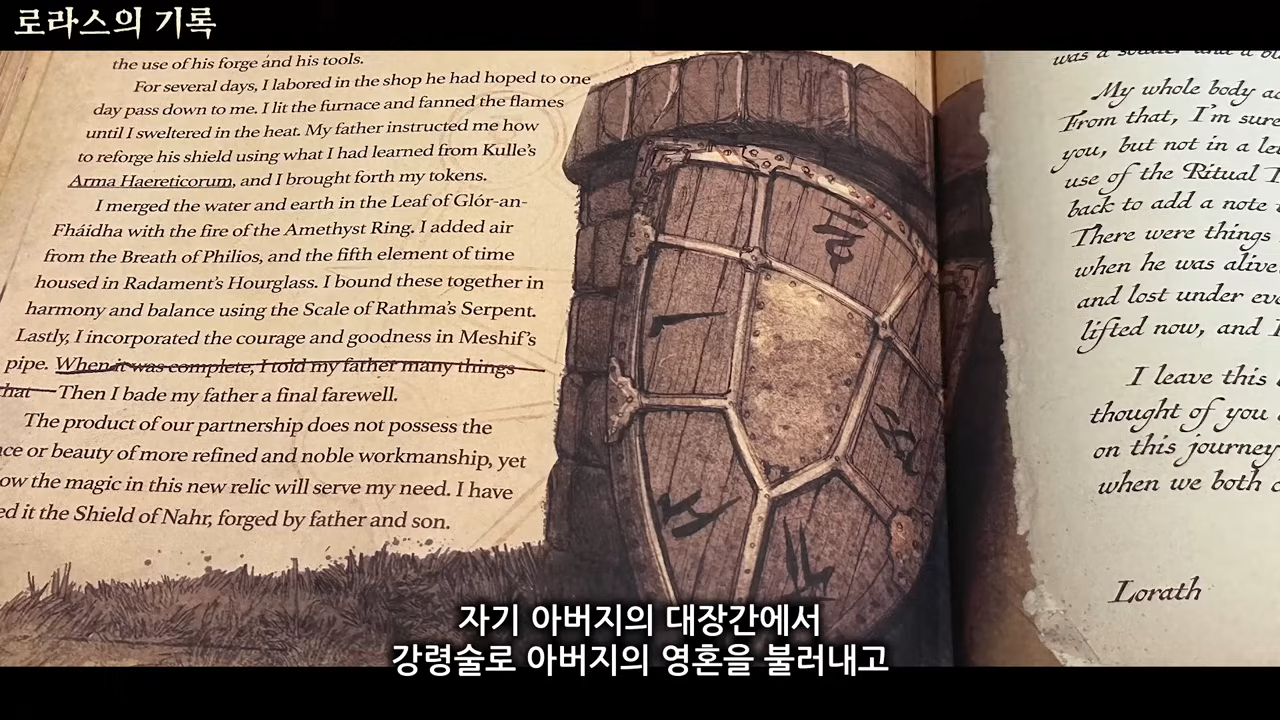 로라스의 기록
the use of his forge and his tools.
For several days, I labored in the shop he had hoped to one
day pass down to me. I lit the furnace and fanned the flames
until I sweltered in the heat. My father instructed me how
to reforge his shield using what I had learned from Kulle's
Arma Haereticorum, and I brought forth my tokens.
I merged the water and earth in the Leaf of Glór-an-
Fháidha with the fire of the Amethyst Ring. I added air
from the Breath of Philios, and the fifth element of time
housed in Radament's Hourglass. I bound these together in
harmony and balance using the Scale of Rathma's Serpent.
Lastly, I incorporated the courage and goodness in Meshif's
pipe. When it was complete, I told my father many things
that Then I bade my father a final farewell.
The product of our partnership does not possess the
or beauty of more refined and noble workmanship, yet
the magic in this new relic will serve my need. I have
it the Shield of Nahr, forged by father and son.
was a soldier and a
My whole body
From that, I'm sure
you, but not in a
use of the Ritual
back to add a note
There were things
when he was alive
and lost under
lifted now, and
I leave this
thought of you
on this journey
when we both
Lorath
자기 아버지의 대장간에서
강령술로 아버지의 영혼을 불러내고